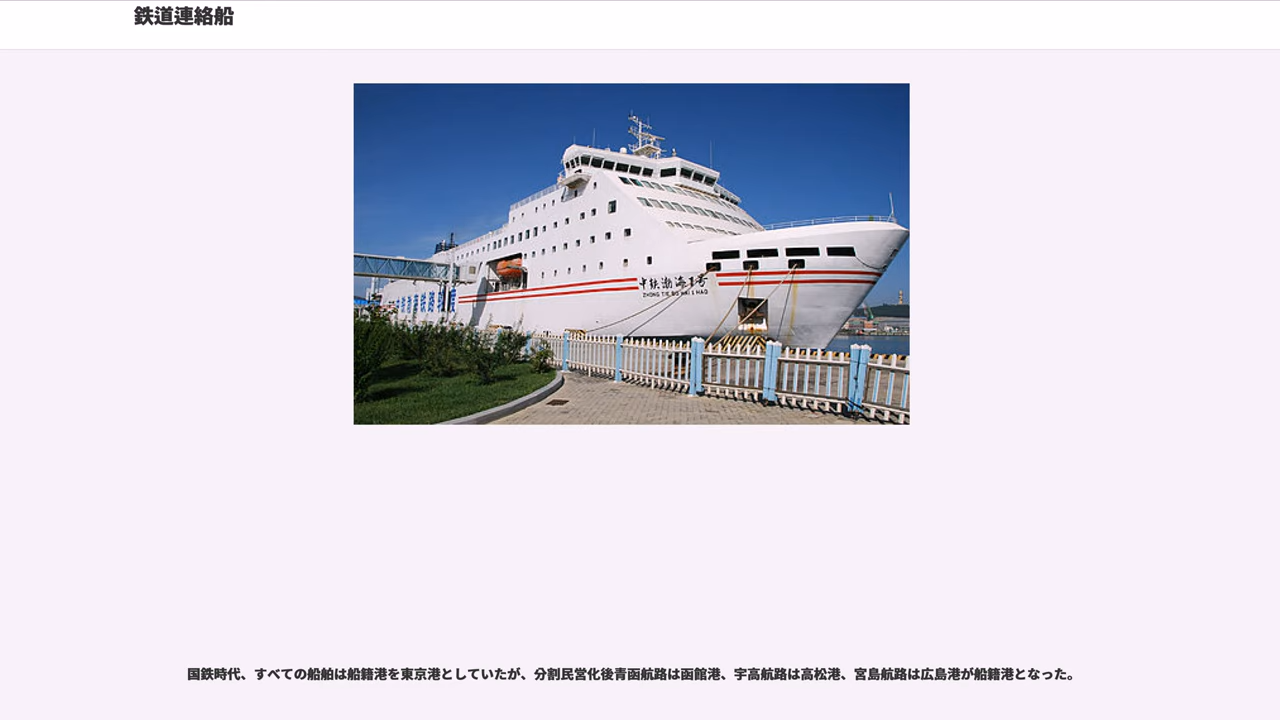 鉄道連絡船
中铁渤海1号
ZHONG TIE BO HAI 1 HAO
国鉄時代、すべての船舶は船籍港を東京港としていたが、分割民営化後青函航路は函館港、宇高航路は高松港、宮島航路は広島港が船籍港となった。